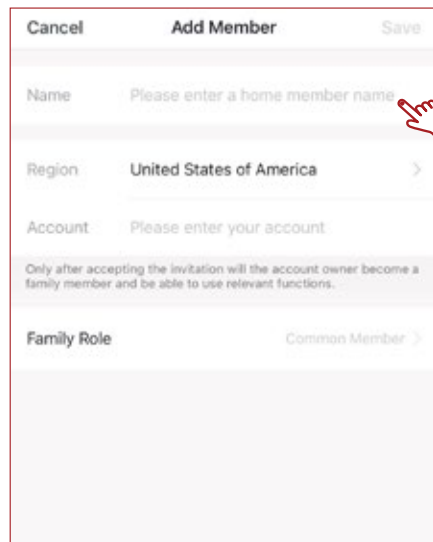 Cancel Add Member Save
Name Please enter a home member name
Region United States of America
Account Please enter your account
Only after accepting the invitation will the account owner become a
family member and be able to use relevant functions.
Family Role Common Member